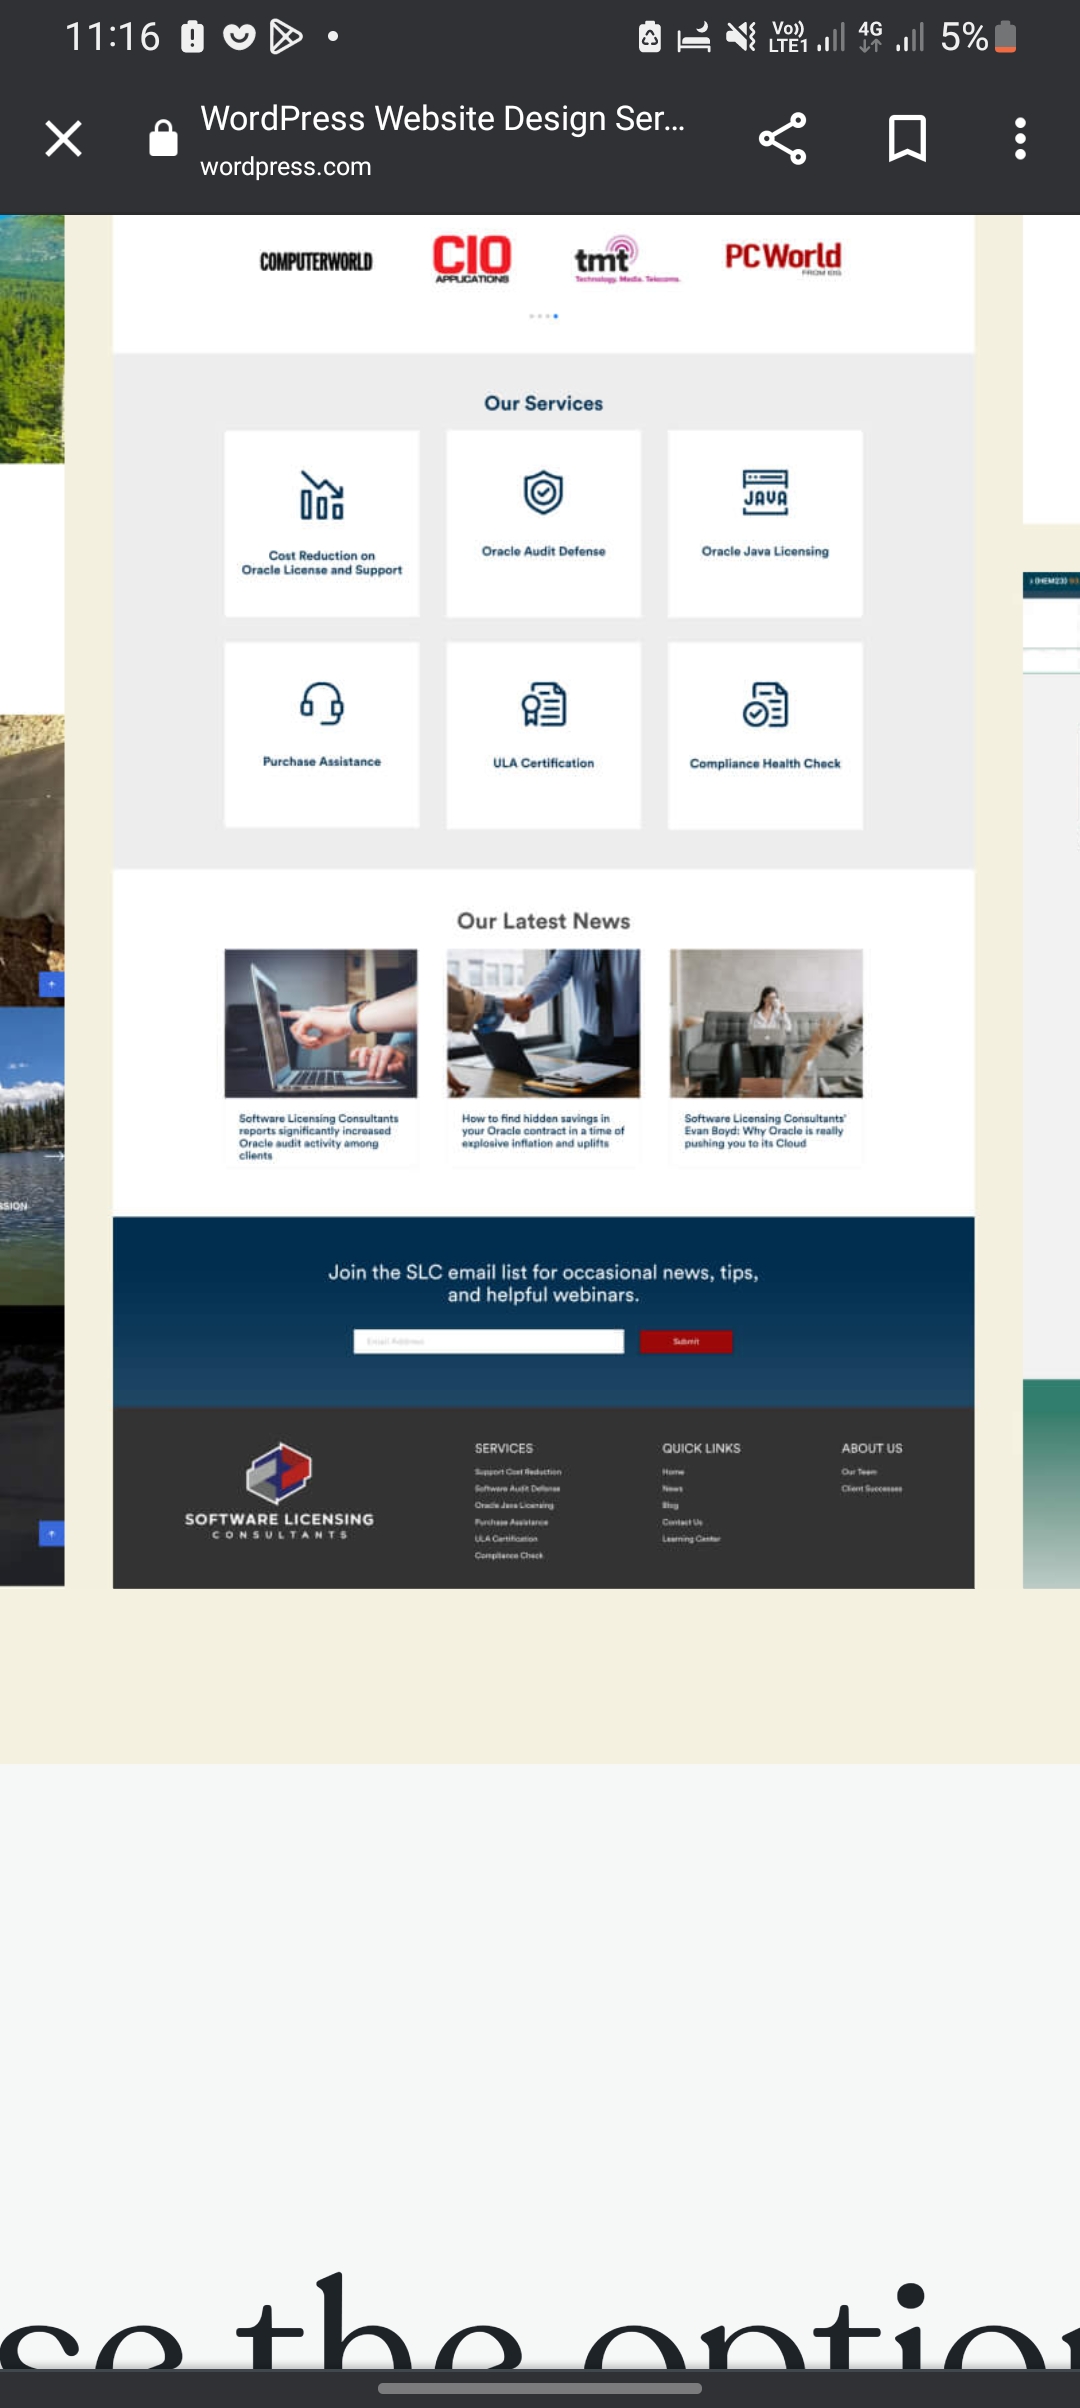 11:16
Vo))
LTE1
4G
5%
WordPress Website Design Ser...
wordpress.com
COMPUTERWORLD
CIO
APPLICATIONS
tmt
Technology. Media. Telecoms.
PCWorld
FROM IDG
Our Services
Cost Reduction on
Oracle License and Support
Oracle Audit Defense
JAVA
Oracle Java Licensing
Purchase Assistance
ULA Certification
Compliance Health Check
Our Latest News
Software Licensing Consultants
reports significantly increased
Oracle audit activity among
clients
How to find hidden savings in
your Oracle contract in a time of
explosive inflation and uplifts
Software Licensing Consultants'
Evan Boyd: Why Oracle is really
pushing you to its Cloud
SSION
Join the SLC email list for occasional news, tips,
and helpful webinars.
Email Address
Submit
SOFTWARE LICENSING
CONSULTANTS
SERVICES
Support Cost Reduction
Software Audit Defense
Oracle Java Licensing
Purchase Assistance
ULA Certification
Compliance Check
QUICK LINKS
Home
News
Blog
Contact Us
Learning Center
ABOUT US
Our Team
Client Successes
se the option